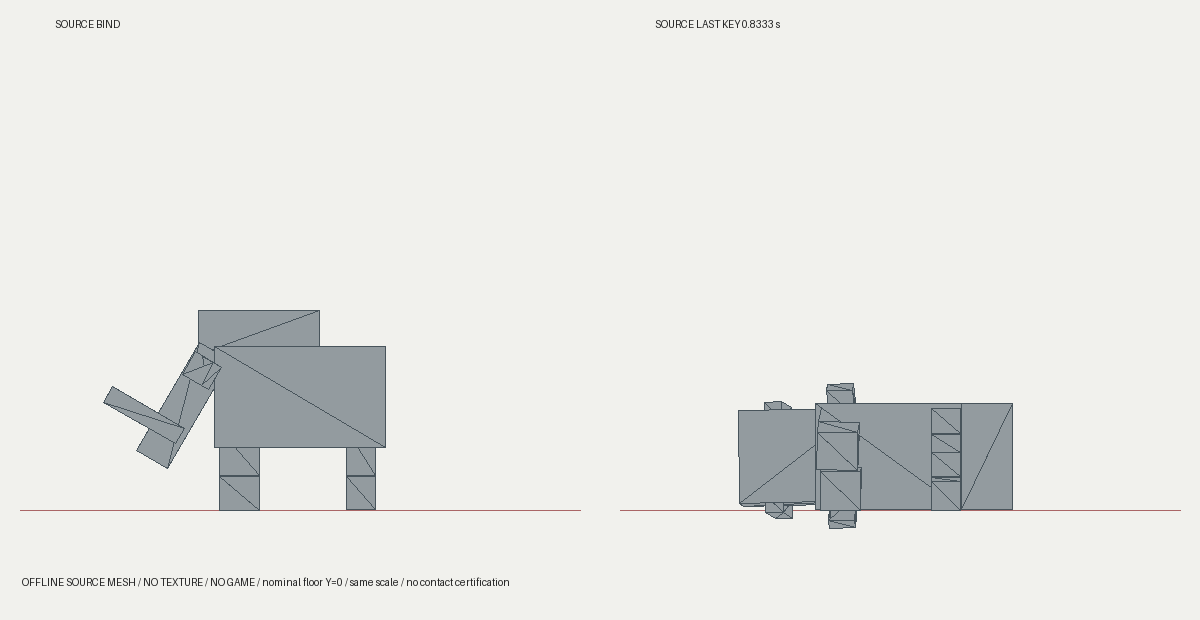 SOURCE BIND
SOURCE LAST KEY 0.8333 s
OFFLINE SOURCE MESH / NO TEXTURE / NO GAME / nominal floor Y=0 / same scale / no contact certification